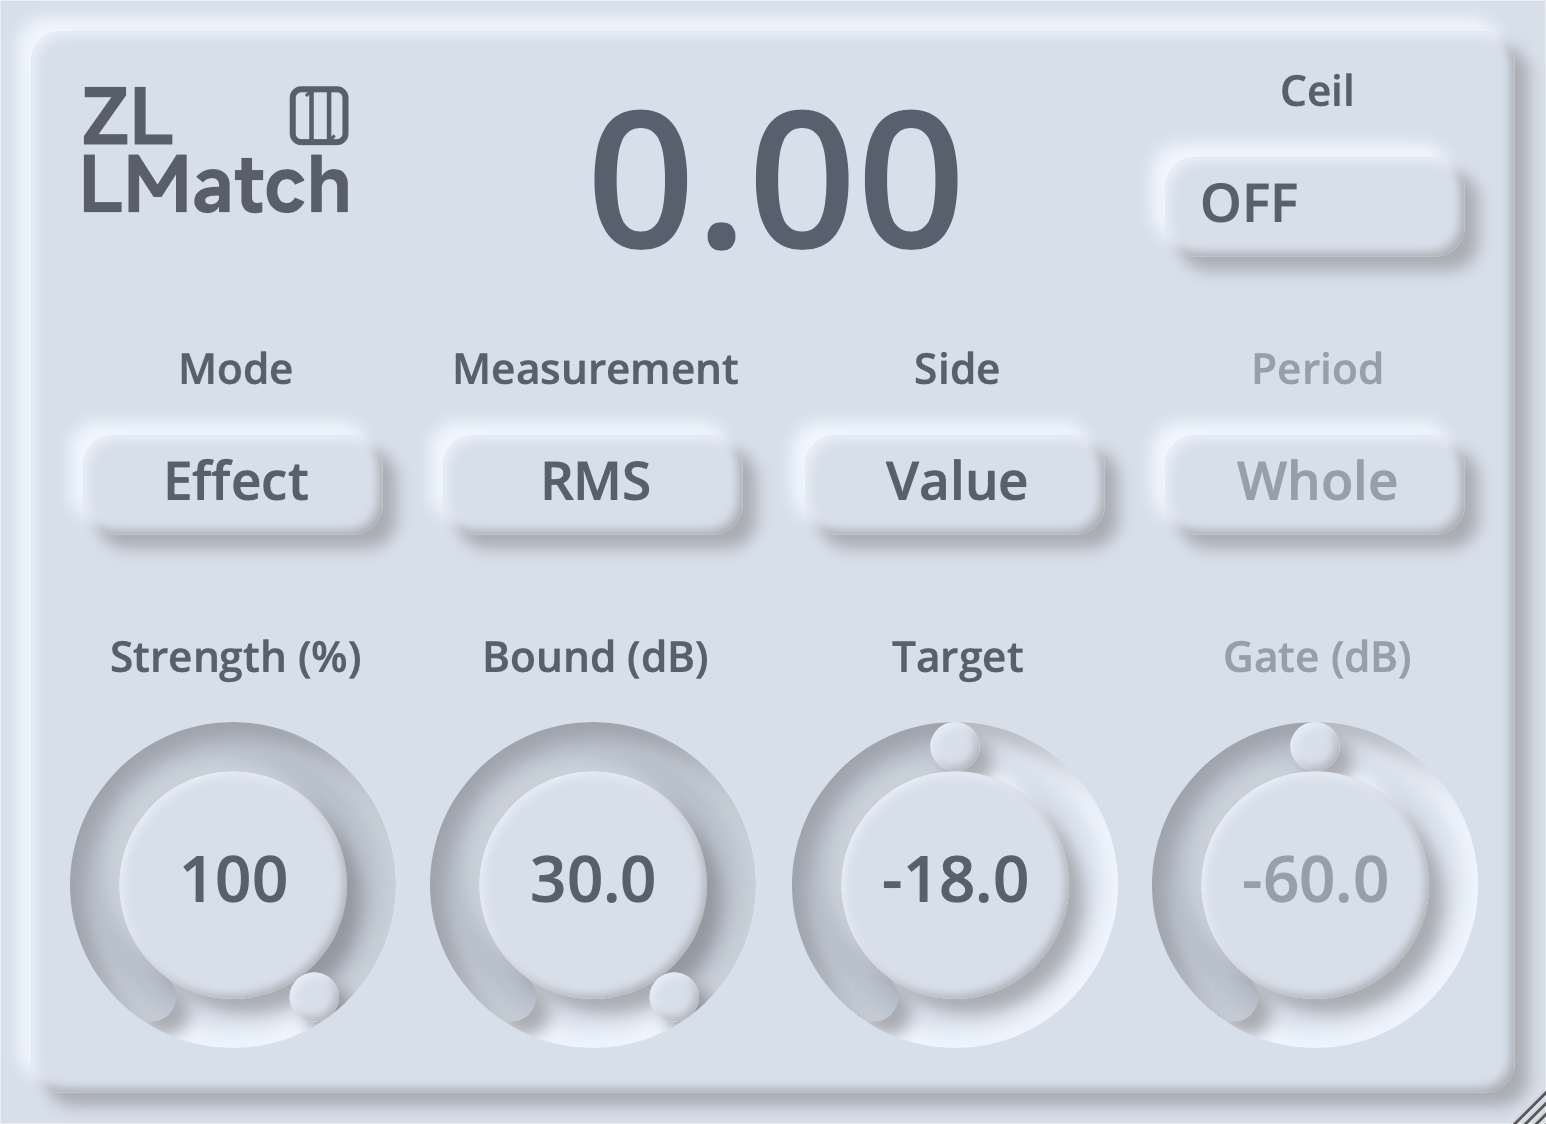 ZL
LMatch
0.00
Ceil
OFF
Mode
Measurement
Side
Period
Effect
RMS
Value
Whole
Strength (%)
Bound (dB)
Target
Gate (dB)
100
30.0
-18.0
-60.0